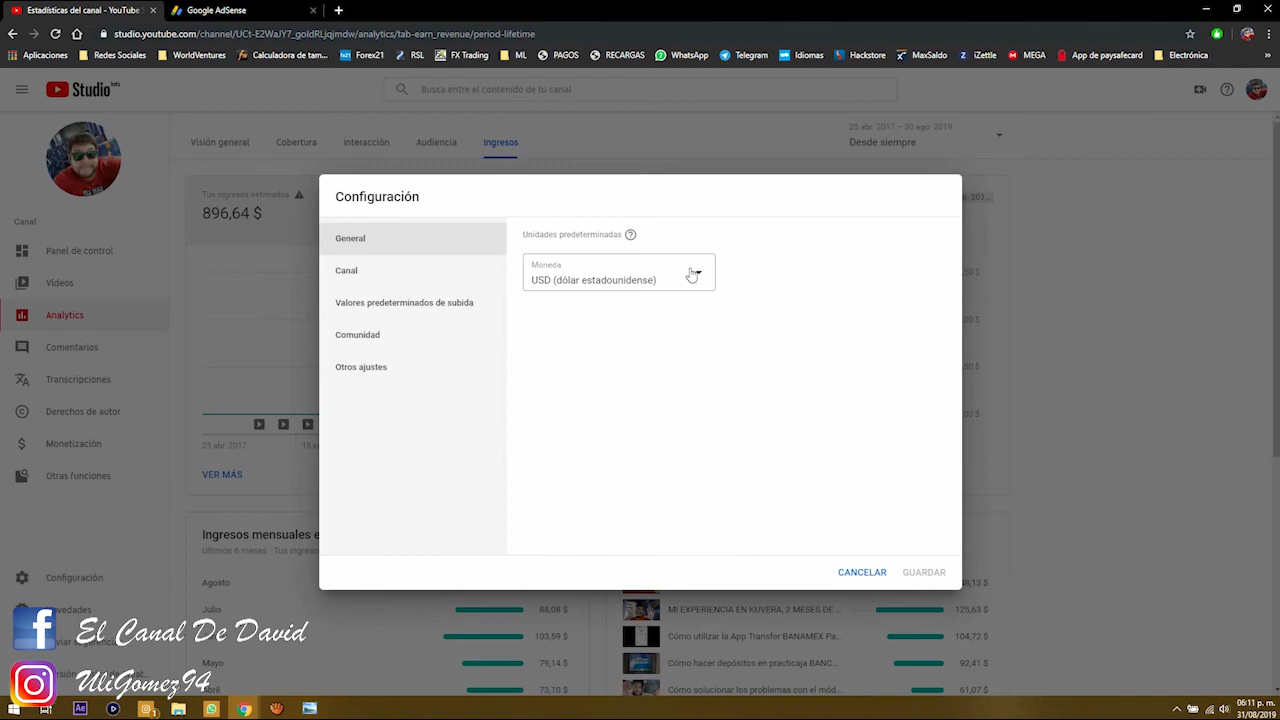 Estadísticas del canal - YouTub
Google AdSense
studio.youtube.com/channel/UCt-E2WaJY7_goldRLjqjmdw/analytics/tab-earn_revenue/period-lifetime
Aplicaciones
Redes Sociales
WorldVentures
Calculadora de tam...
Forex21
RSL
FX Trading
ML
PAGOS
RECARGAS
WhatsApp
Telegram
Idiomas
Hackstore
MaxSaldo
iZettle
MEGA
App de paysafecard
Electrónica
»
Studio beta
Busca entre el contenido de tu canal
Visión general
Cobertura
Interacción
Audiencia
Ingresos
25 abr. 2017 – 30 ago. 2019
Desde siempre
Tus ingresos estimados
896,64 $
Canal
Panel de control
Vídeos
Analytics
Comentarios
Transcripciones
Derechos de autor
Monetización
Otras funciones
Configuración
Configuración
General
Canal
Valores predeterminados de subida
Comunidad
Otros ajustes
Unidades predeterminadas
Moneda
USD (dólar estadounidense)
CANCELAR
GUARDAR
25 abr. 2017
VER MÁS
Ingresos mensuales e
Últimos 6 meses · Tus ingreso
Agosto
Julio
88,08 $
103,59 $
Mayo
79,14 $
Abril
73,10 $
48,13 $
MI EXPERIENCIA EN KUVERA, 2 MESES DE ...
125,63 $
Cómo utilizar la App Transfer BANAMEX Pa...
104,72 $
Cómo hacer depósitos en practicaja BANC...
92,41 $
Cómo solucionar los problemas con el mód...
61,07 $
El Canal De David
UliGomez94
06:11 p. m.
31/08/2019